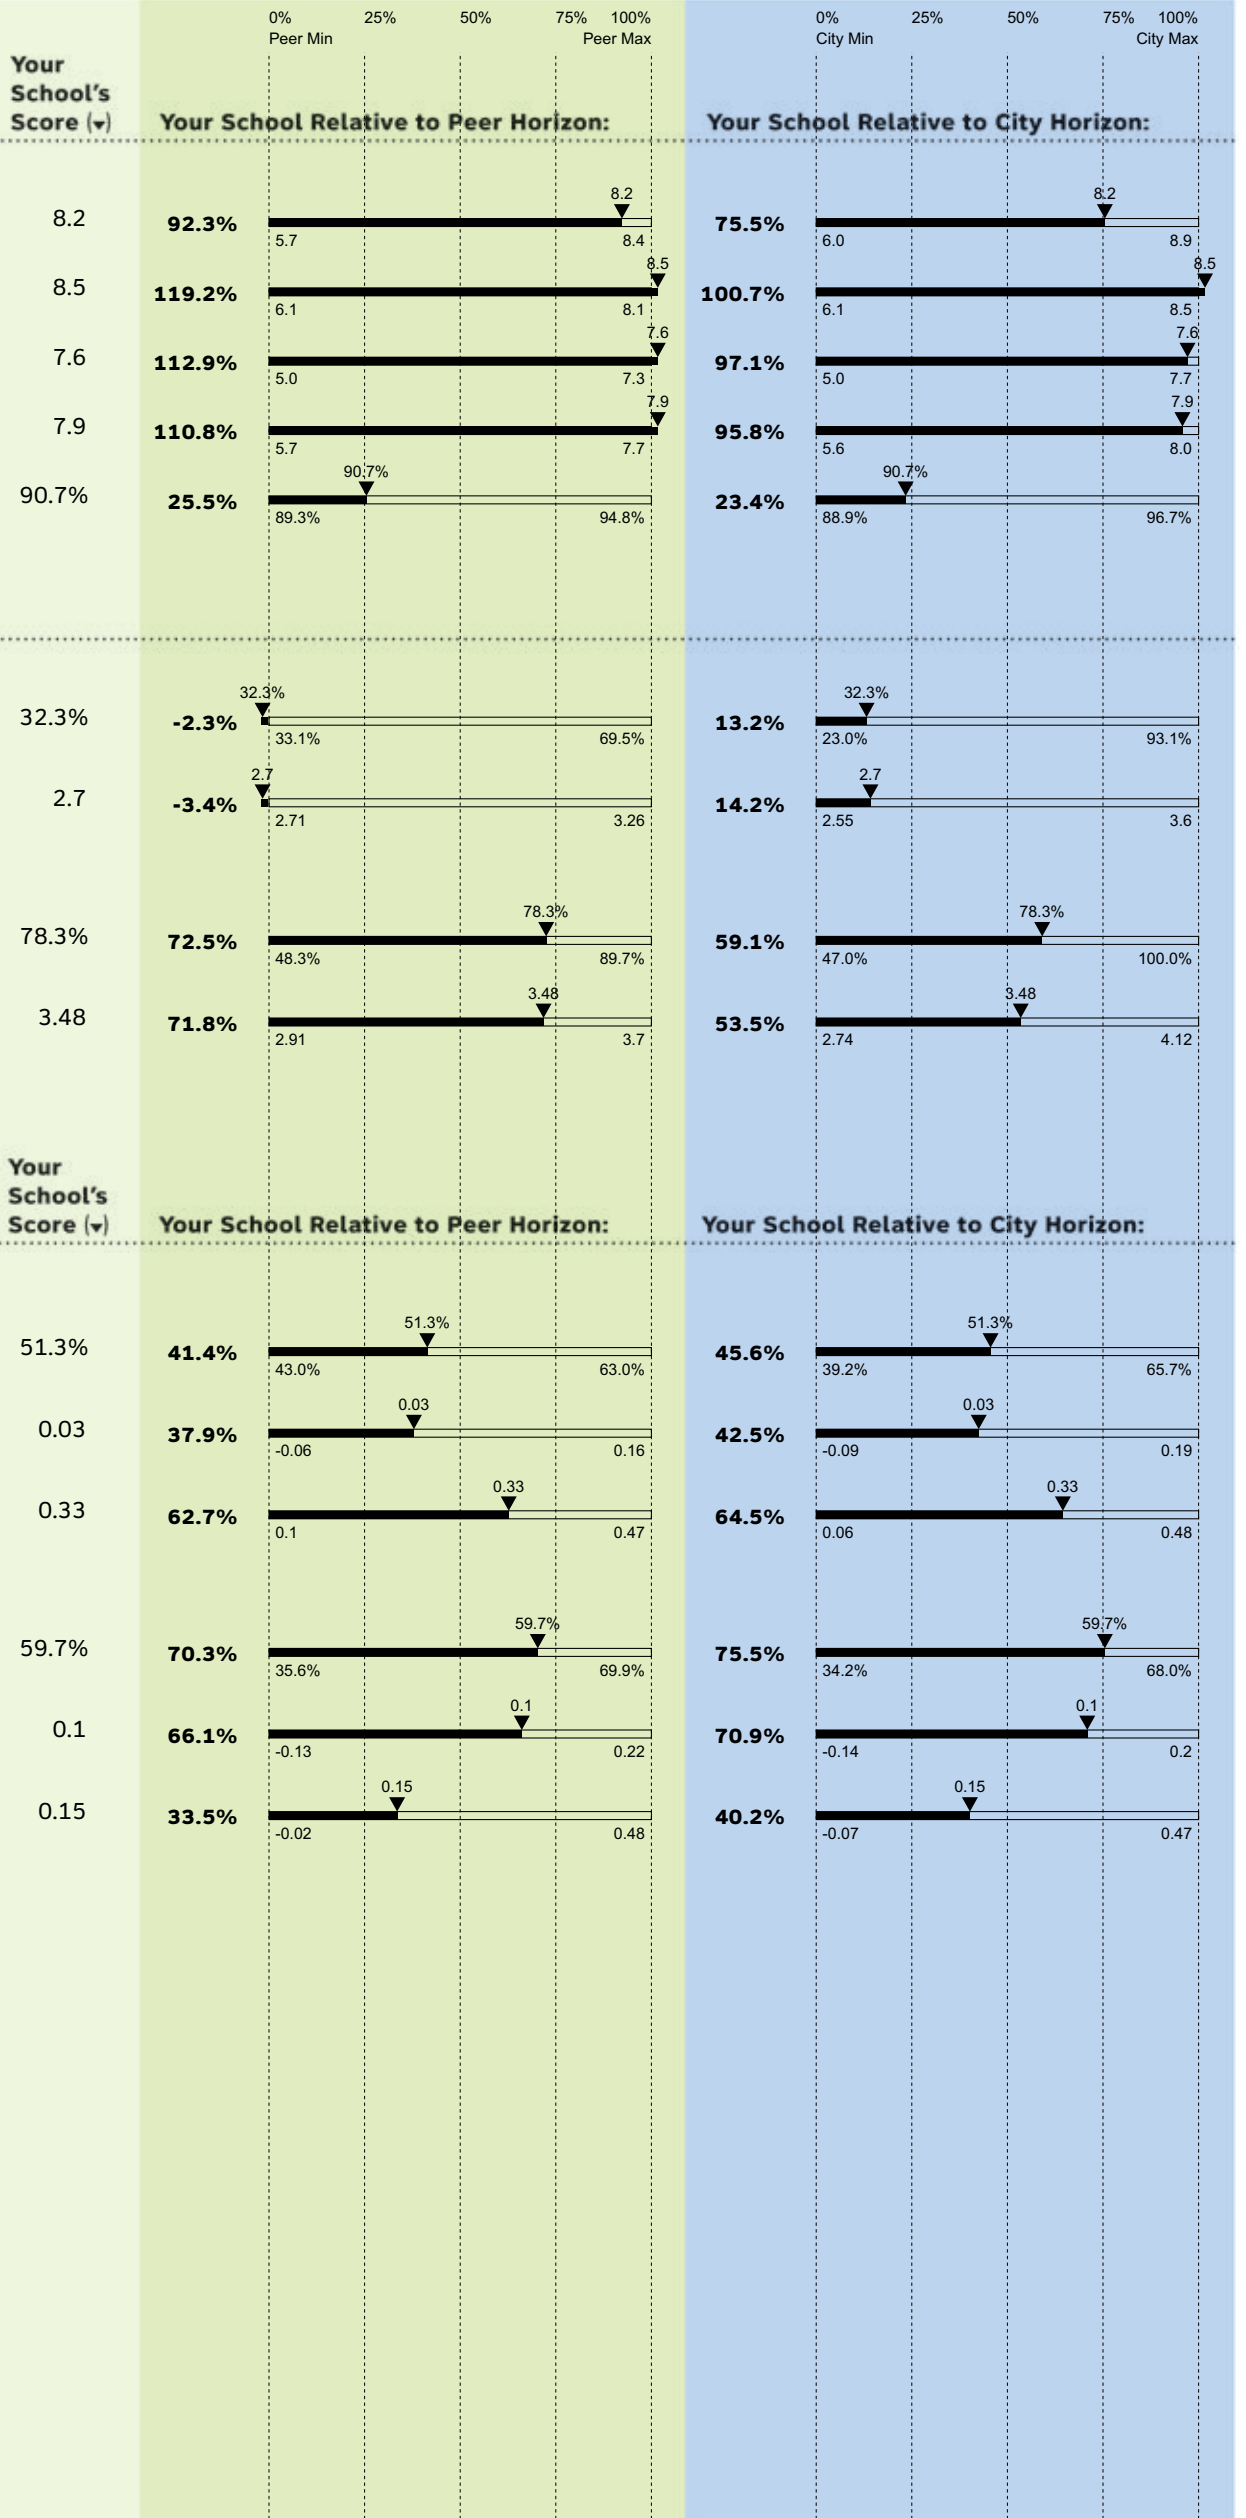 0% 25% 50% 75% 100% 0% 25% 50% 75% 100%
Peer Min Peer Max City Min City Max
Your
School's
Score (▾) Your School Relative to Peer Horizon: Your School Relative to City Horizon:
8.2 8.2
8.2 92.3% 75.5%
5.7 8.4 6.0 8.9
8.5 8.5
8.5 119.2% 100.7%
6.1 8.1 6.1 8.5
7.6 7.6
7.6 112.9% 97.1%
5.0 7.3 5.0 7.7
7.9 7.9
7.9 110.8% 95.8%
5.7 7.7 5.6 8.0
90.7% 90.7%
90.7% 25.5% 23.4%
89.3% 94.8% 88.9% 96.7%
32.3% 32.3%
32.3% -2.3% 13.2%
33.1% 69.5% 23.0% 93.1%
2.7 2.7
2.7 -3.4% 14.2%
2.71 3.26 2.55 3.6
78.3% 78.3%
78.3% 72.5% 59.1%
48.3% 89.7% 47.0% 100.0%
3.48 3.48
3.48 71.8% 53.5%
2.91 3.7 2.74 4.12
Your
School's
Score (▾) Your School Relative to Peer Horizon: Your School Relative to City Horizon:
51.3% 51.3%
51.3% 41.4% 45.6%
43.0% 63.0% 39.2% 65.7%
0.03 0.03
0.03 37.9% 42.5%
-0.06 0.16 -0.09 0.19
0.33 0.33
0.33 62.7% 64.5%
0.1 0.47 0.06 0.48
59.7% 59.7%
59.7% 70.3% 75.5%
35.6% 69.9% 34.2% 68.0%
0.1 0.1
0.1 66.1% 70.9%
-0.13 0.22 -0.14 0.2
0.15 0.15
0.15 33.5% 40.2%
-0.02 0.48 -0.07 0.47